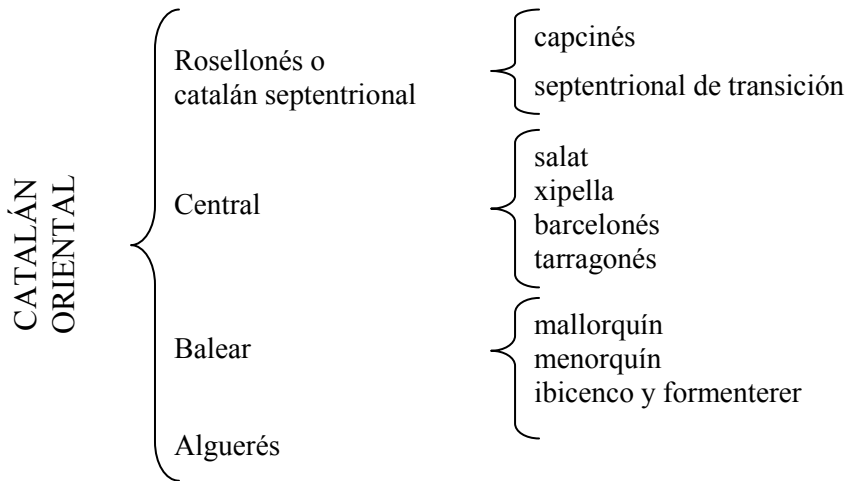 CATALÁN
ORIENTAL
Rosellonés o
catalán septentrional
capcinés
septentrional de transición
Central
salat
xipella
barcelonés
tarragonés
Balear
mallorquín
menorquín
ibicenco y formenterer
Alguerés